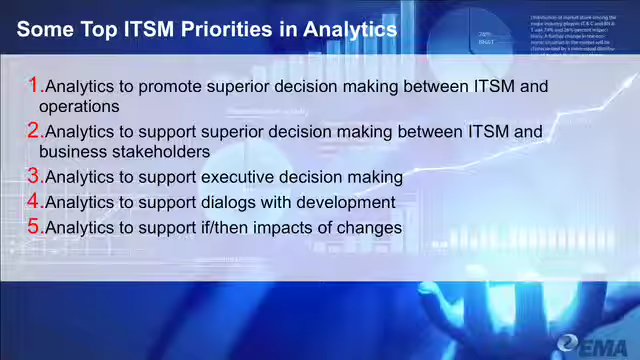 Some Top ITSM Priorities in Analytics
1.Analytics to promote superior decision making between ITSM and
operations
2.Analytics to support superior decision making between ITSM and
business stakeholders
3.Analytics to support executive decision making
4.Analytics to support dialogs with development
5.Analytics to support if/then impacts of changes
EMA